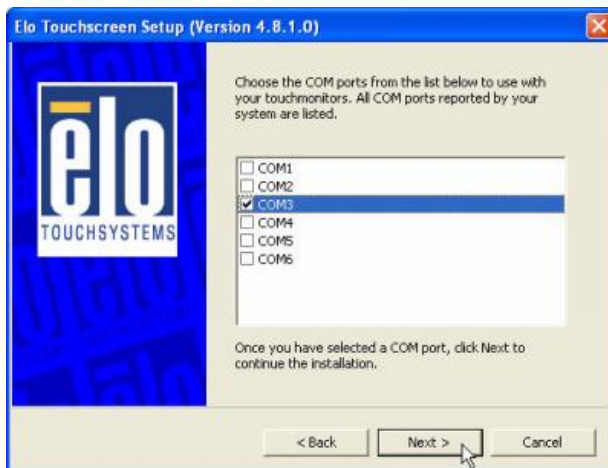 Elo Touchscreen Setup (Version 4.8.1.0)
Choose the COM ports from the list below to use with
your touchmonitors. All COM ports reported by your
system are listed.
elo
TOUCHSYSTEMS
COM1
COM2
COM3
COM4
COM5
COM6
Once you have selected a COM port, click Next to
continue the installation.
< Back
Next >
Cancel